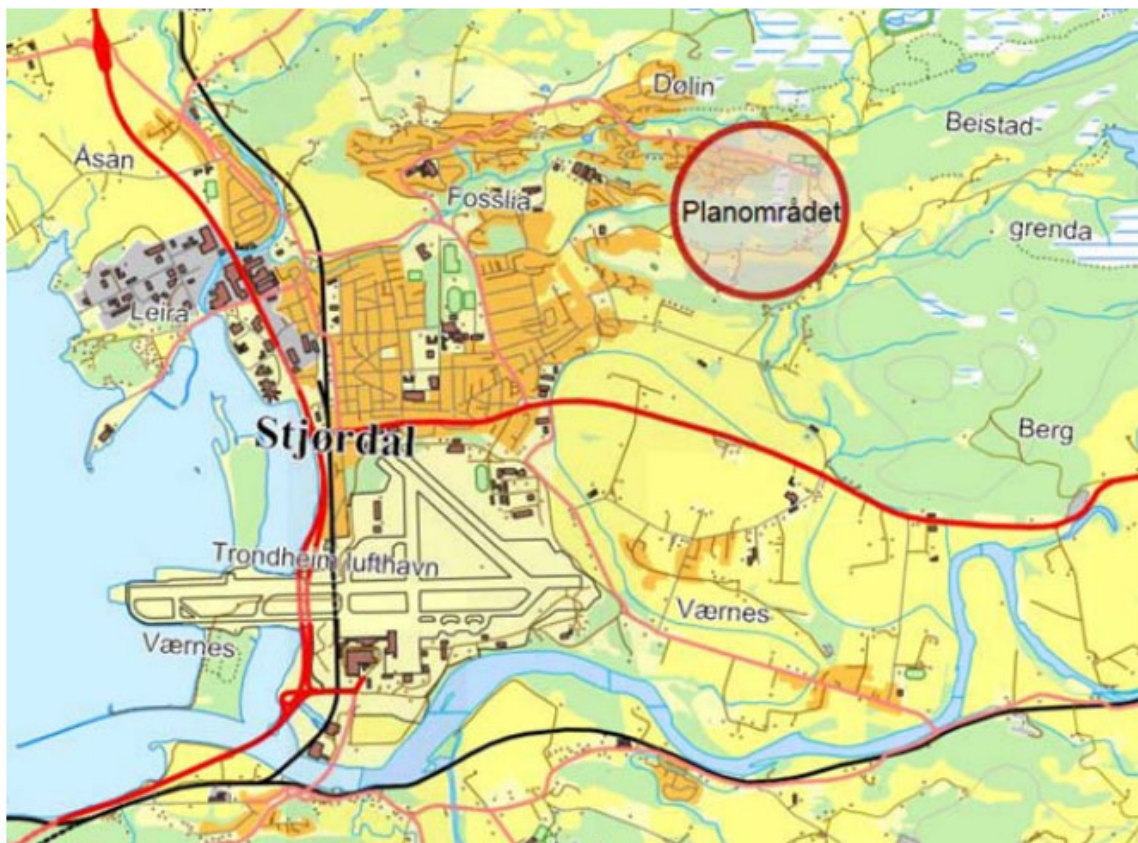 Dølin
Beistad-
Åsan
Fosslia
Planområdet
grenda
Leira
Stjørdal
Berg
Trondheim lufthavn
Værnes
Værnes